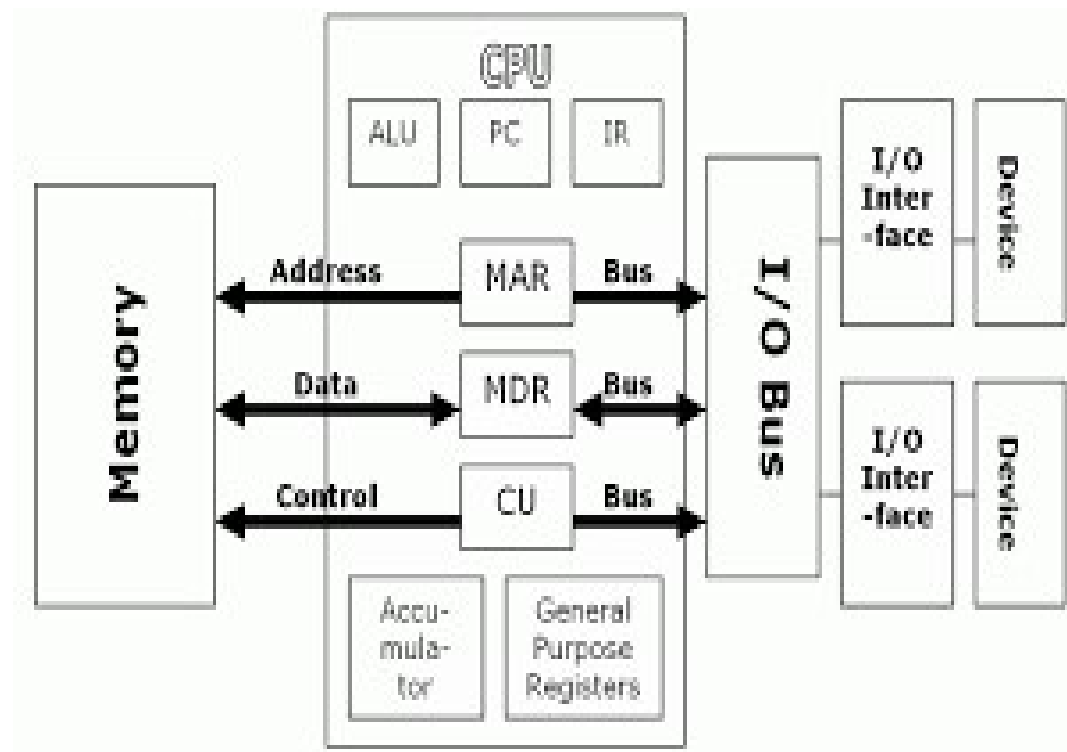 CPU
ALU
PC
IR
Memory
Address
MAR
Bus
Data
MDR
Bus
Control
CU
Bus
Accu-
mula-
tor
General
Purpose
Registers
I/O Bus
I/O
Inter
-face
Device
I/O
Inter
-face
Device